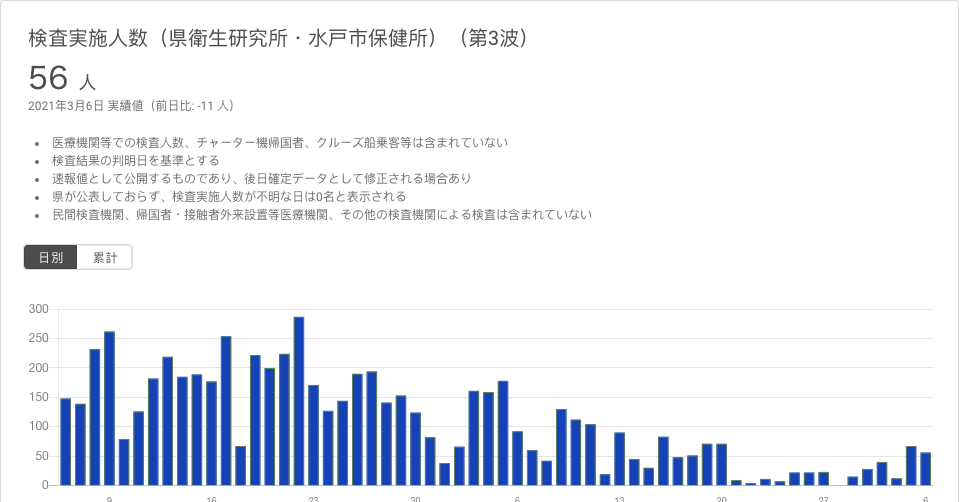 検査実施人数（県衛生研究所・水戸市保健所）（第3波）
56 人
2021年3月6日 実績値（前日比: -11 人）
• 医療機関等での検査人数、チャーター機帰国者、クルーズ船乗客等は含まれていない
• 検査結果の判明日を基準とする
• 速報値として公開するものであり、後日確定データとして修正される場合あり
• 県が公表しておらず、検査実施人数が不明な日は0名と表示される
• 民間検査機関、帰国者・接触者外来設置等医療機関、その他の検査機関による検査は含まれていない
日別 累計
300
250
200
150
100
50
0
9 16 23 30 6 13 20 27 6